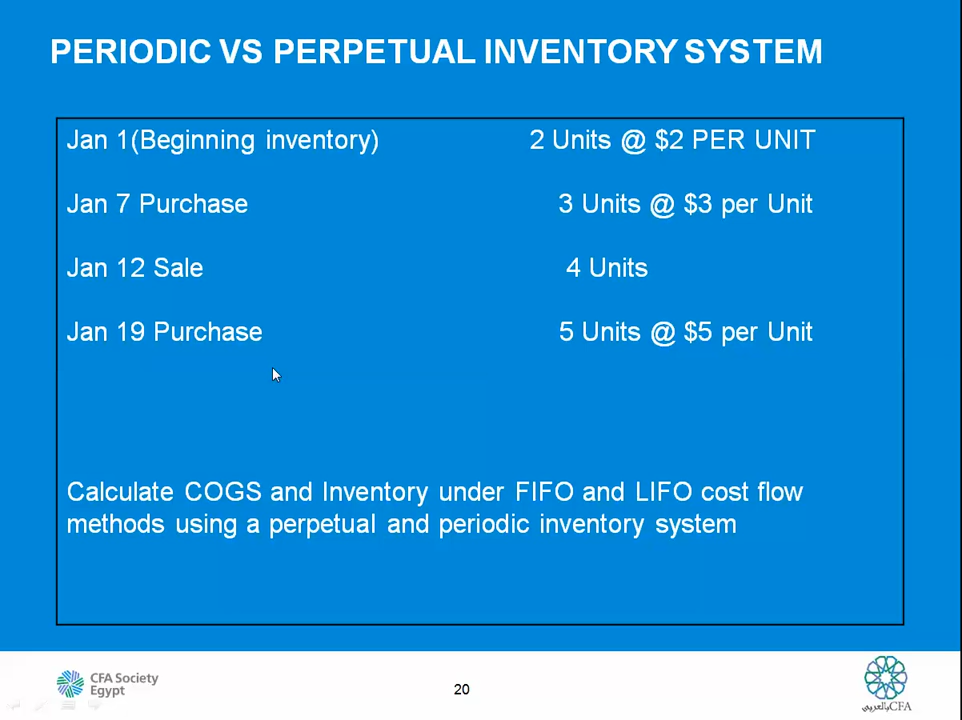 PERIODIC VS PERPETUAL INVENTORY SYSTEM
Jan 1(Beginning inventory) 2 Units @ $2 PER UNIT
Jan 7 Purchase 3 Units @ $3 per Unit
Jan 12 Sale 4 Units
Jan 19 Purchase 5 Units @ $5 per Unit
Calculate COGS and Inventory under FIFO and LIFO cost flow
methods using a perpetual and periodic inventory system
CFA Society
Egypt
20
CFAبالعربي